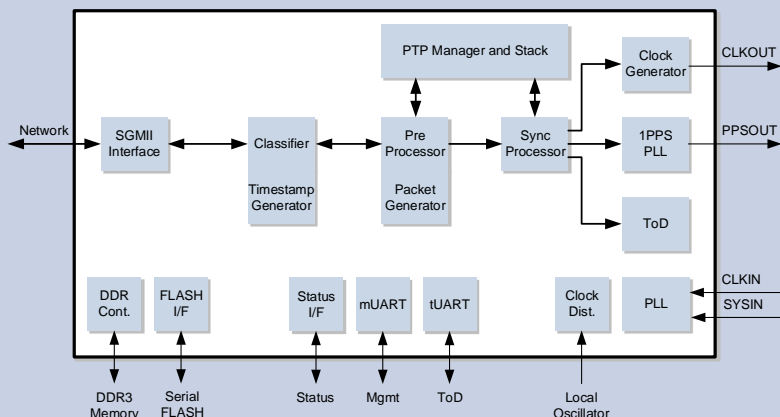 PTP Manager and Stack
Clock
Generator
CLKOUT
Network
SGMII
Interface
Classifier
Timestamp
Generator
Pre
Processor
Packet
Generator
Sync
Processor
1PPS
PLL
PPSOUT
ToD
DDR
Cont.
FLASH
I/F
Status
I/F
mUART
tUART
Clock
Dist.
PLL
CLKIN
SYSIN
DDR3
Memory
Serial
FLASH
Status
Mgmt
ToD
Local
Oscillator